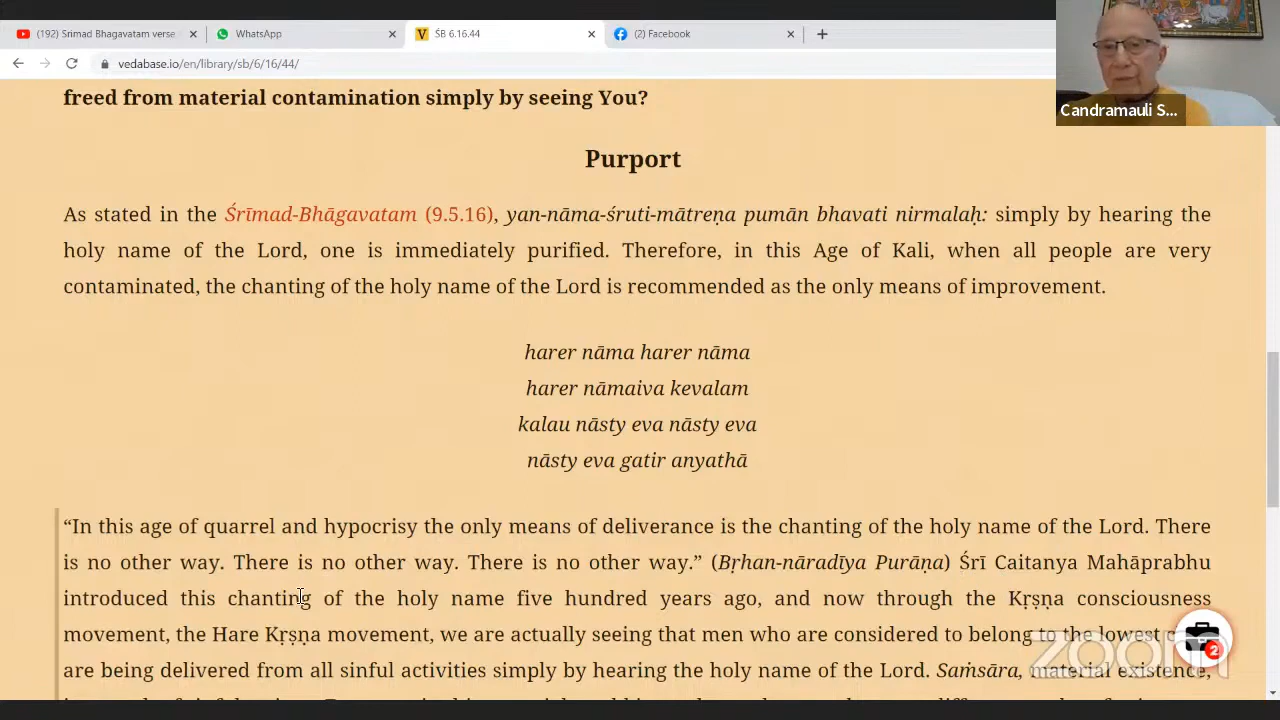 (192) Srimad Bhagavatam verse
WhatsApp
ŚB 6.16.44
(2) Facebook
vedabase.io/en/library/sb/6/16/44/
Candramauli S...
freed from material contamination simply by seeing You?
Purport
As stated in the Śrīmad-Bhāgavatam (9.5.16), yan-nāma-śruti-mātreṇa pumān bhavati nirmalaḥ: simply by hearing the
holy name of the Lord, one is immediately purified. Therefore, in this Age of Kali, when all people are very
contaminated, the chanting of the holy name of the Lord is recommended as the only means of improvement.
harer nāma harer nāma
harer nāmaiva kevalam
kalau nāsty eva nāsty eva
nāsty eva gatir anyathā
“In this age of quarrel and hypocrisy the only means of deliverance is the chanting of the holy name of the Lord. There
is no other way. There is no other way. There is no other way.” (Bṛhan-nāradīya Purāṇa) Śrī Caitanya Mahāprabhu
introduced this chanting of the holy name five hundred years ago, and now through the Kṛṣṇa consciousness
movement, the Hare Kṛṣṇa movement, we are actually seeing that men who are considered to belong to the lowest
are being delivered from all sinful activities simply by hearing the holy name of the Lord. Saṁsāra, material existence,
2
zoom